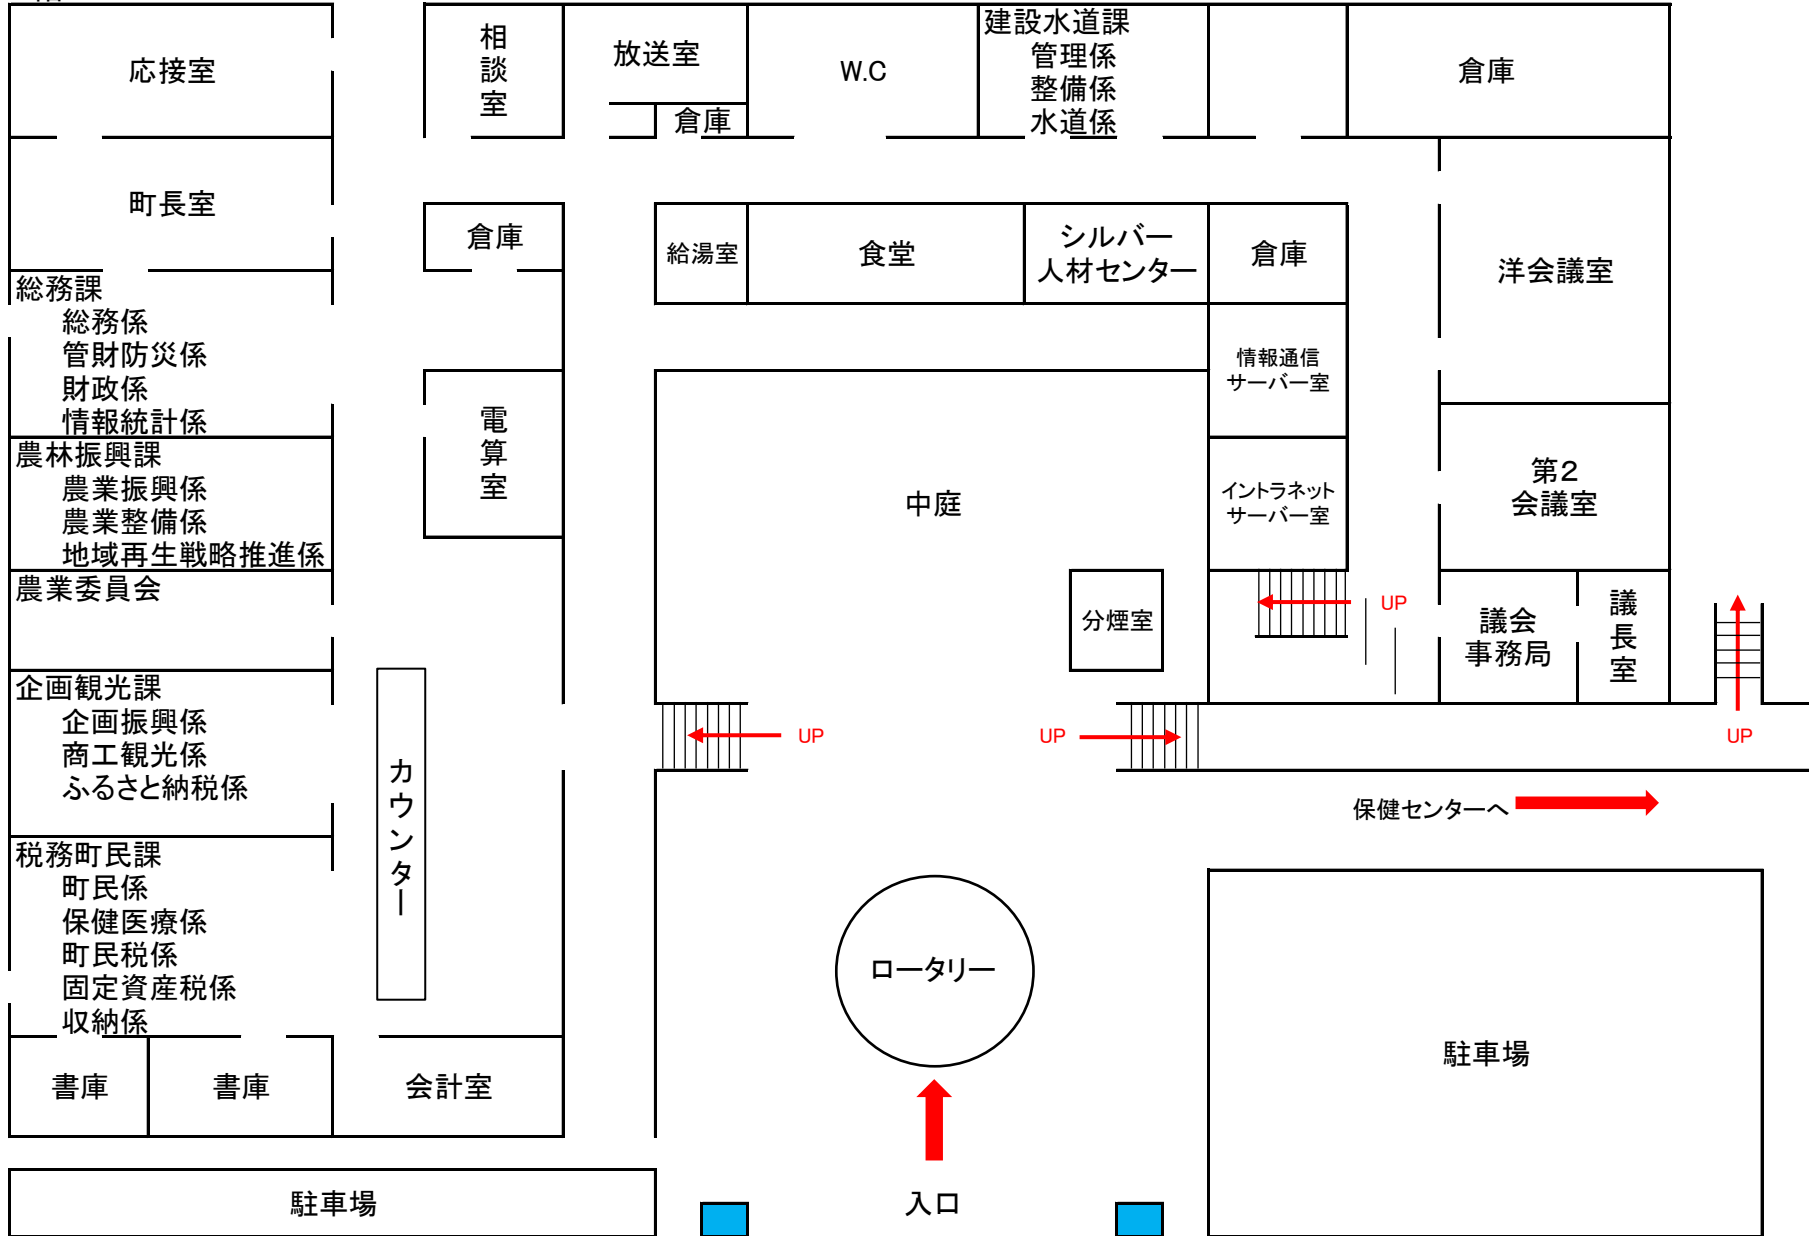 応接室
相談室
放送室
倉庫
W.C
建設水道課
管理係
整備係
水道係
倉庫
町長室
倉庫
給湯室
食堂
シルバー
人材センター
倉庫
洋会議室
総務課
総務係
管財防災係
財政係
情報統計係
情報通信
サーバー室
農林振興課
農業振興係
農業整備係
地域再生戦略推進係
電算室
中庭
イントラネット
サーバー室
第2
会議室
農業委員会
分煙室
UP
議会
事務局
議長室
企画観光課
企画振興係
商工観光係
ふるさと納税係
カウンター
UP
UP
UP
保健センターへ
税務町民課
町民係
保健医療係
町民税係
固定資産税係
収納係
ロータリー
駐車場
書庫
書庫
会計室
駐車場
入口